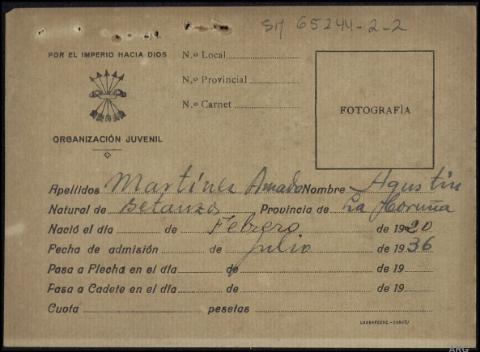 SM 65244-2-2
POR EL IMPERIO HACIA DIOS
N.º Local
N.º Provincial
N.º Carnet
FOTOGRAFÍA
ORGANIZACIÓN JUVENIL
Apellidos Martínez Amado Nombre Agustín
Natural de Betanzos Provincia de La Coruña
Nació el día de Febrero de 1920
Fecha de admisión de julio de 1936
Pasa a Flecha en el día de de 19
Pasa a Cadete en el día de de 19
Cuota pesetas
ARG